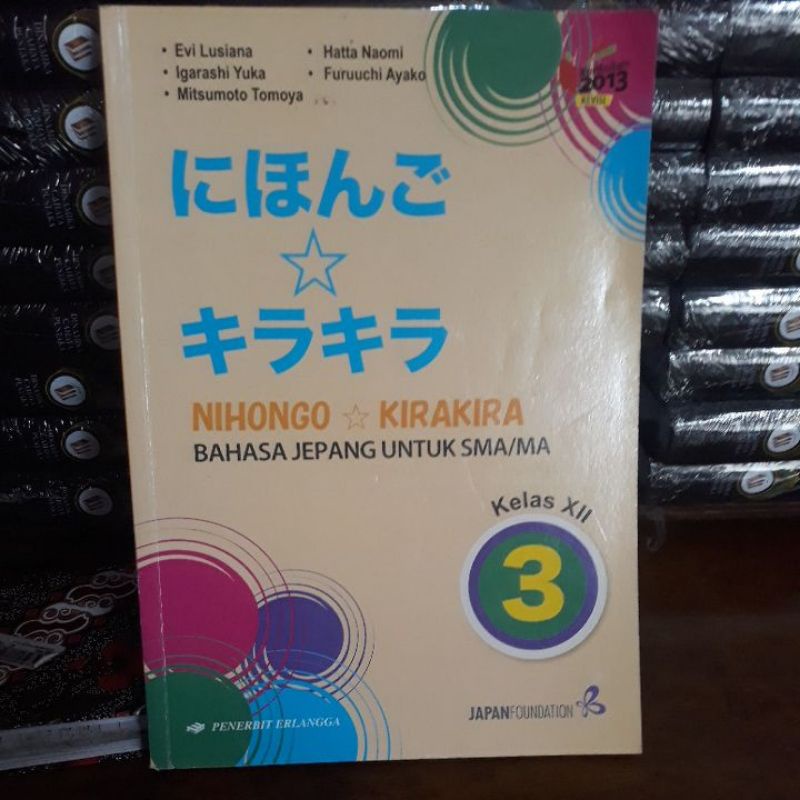 • Evi Lusiana
• Igarashi Yuka
• Mitsumoto Tomoya
• Hatta Naomi
• Furuuchi Ayako
2013
REVISI
にほんご
☆
キラキラ
NIHONGO ☆ KIRAKIRA
BAHASA JEPANG UNTUK SMA/MA
Kelas XII
3
PENERBIT ERLANGGA
JAPANFOUNDATION